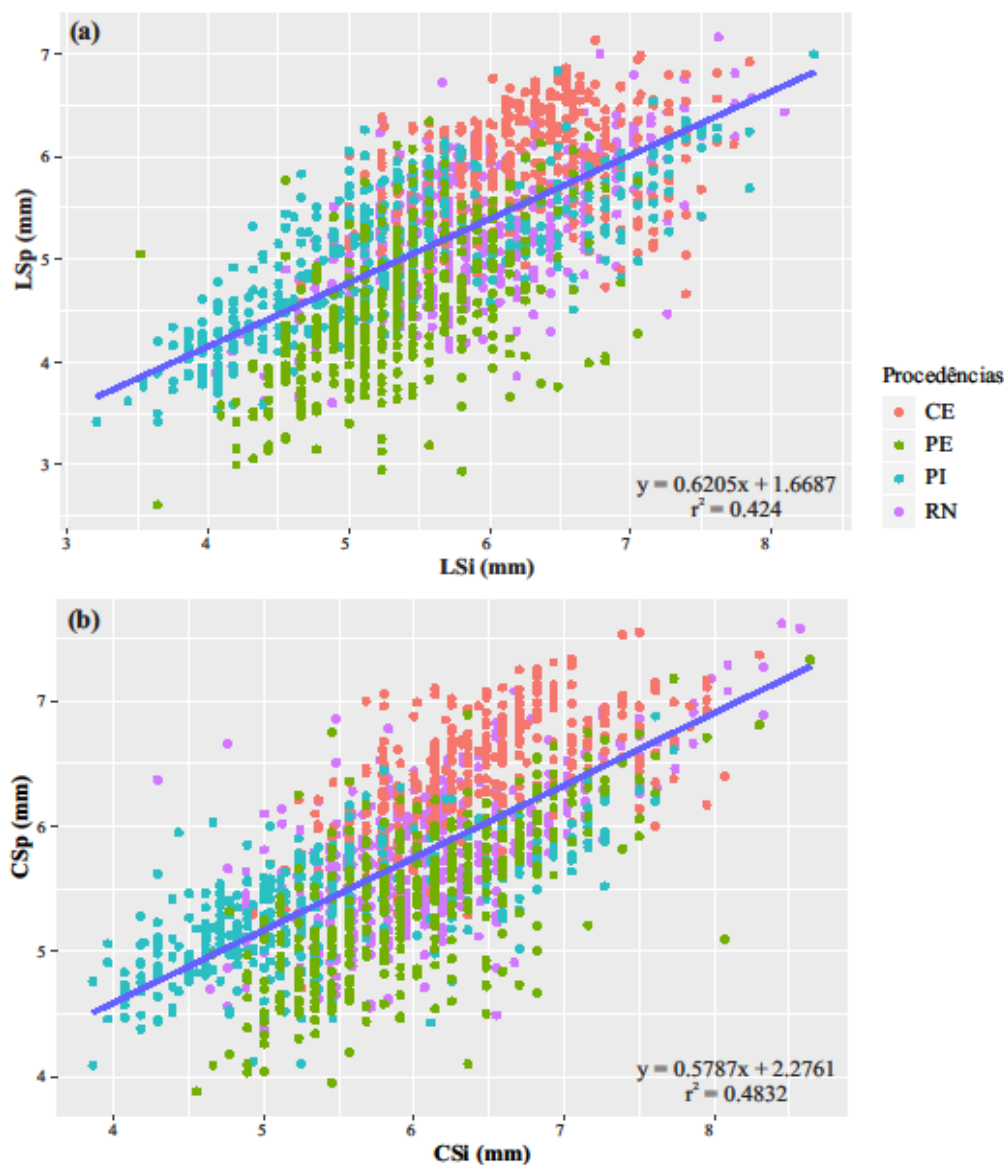 (a)
7
6
5
4
3
LSp (mm)
3 4 5 6 7 8
LSi (mm)
y = 0.6205x + 1.6687
r² = 0.424
Procedências
CE
PE
PI
RN
(b)
7
6
5
4
CSp (mm)
4 5 6 7 8
CSi (mm)
y = 0.5787x + 2.2761
r² = 0.4832